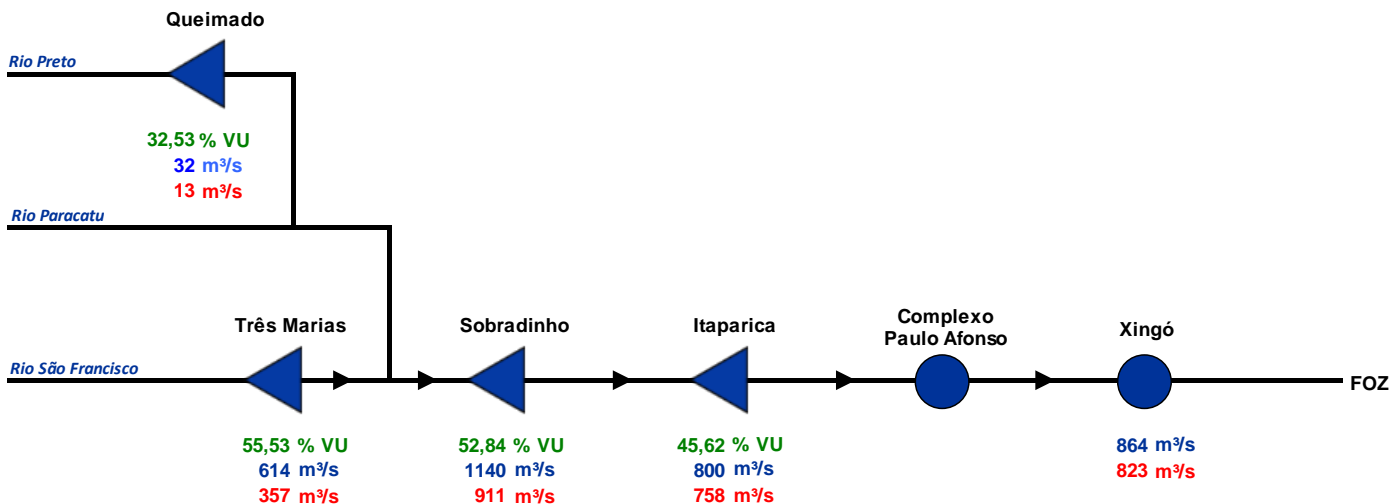 Queimado
Rio Preto
32,53 % VU
32 m³/s
13 m³/s
Rio Paracatu
Três Marias
Sobradinho
Itaparica
Complexo
Paulo Afonso
Xingó
Rio São Francisco
FOZ
55,53 % VU
614 m³/s
357 m³/s
52,84 % VU
1140 m³/s
911 m³/s
45,62 % VU
800 m³/s
758 m³/s
864 m³/s
823 m³/s